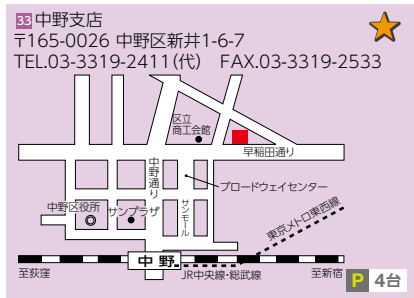 33 中野支店
〒165-0026 中野区新井1-6-7
TEL.03-3319-2411(代) FAX.03-3319-2533
区立
商工会館
早稲田通り
中野通り
ブロードウェイセンター
中野区役所
サンプラザ
サンモール
東京メトロ東西線
至荻窪
中野
JR中央線・総武線
至新宿
P 4台